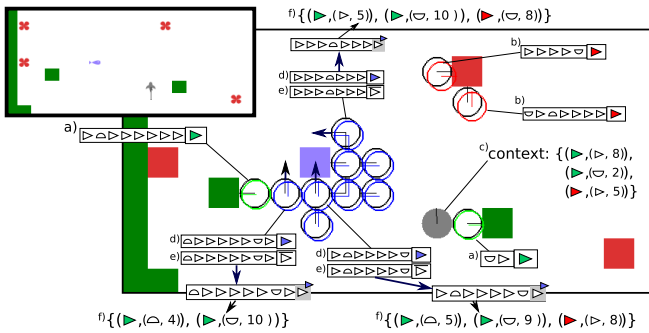 f){(▶,(▷, 5)), (▶,(⌓, 10 )), (▶,(⌓, 8))}
b)
d)
e)
b)
a)
c)
context: {(▶,(▷, 8)),
(▶,(⌓, 2)),
(▶,(▷, 5))}
d)
e)
d)
e)
a)
f){(▶,(⌓, 4)), (▶,(⌓, 10 ))}
f){(▶,(⌓, 5)), (▶,(⌓, 9 )), (▶,(▷, 8))}